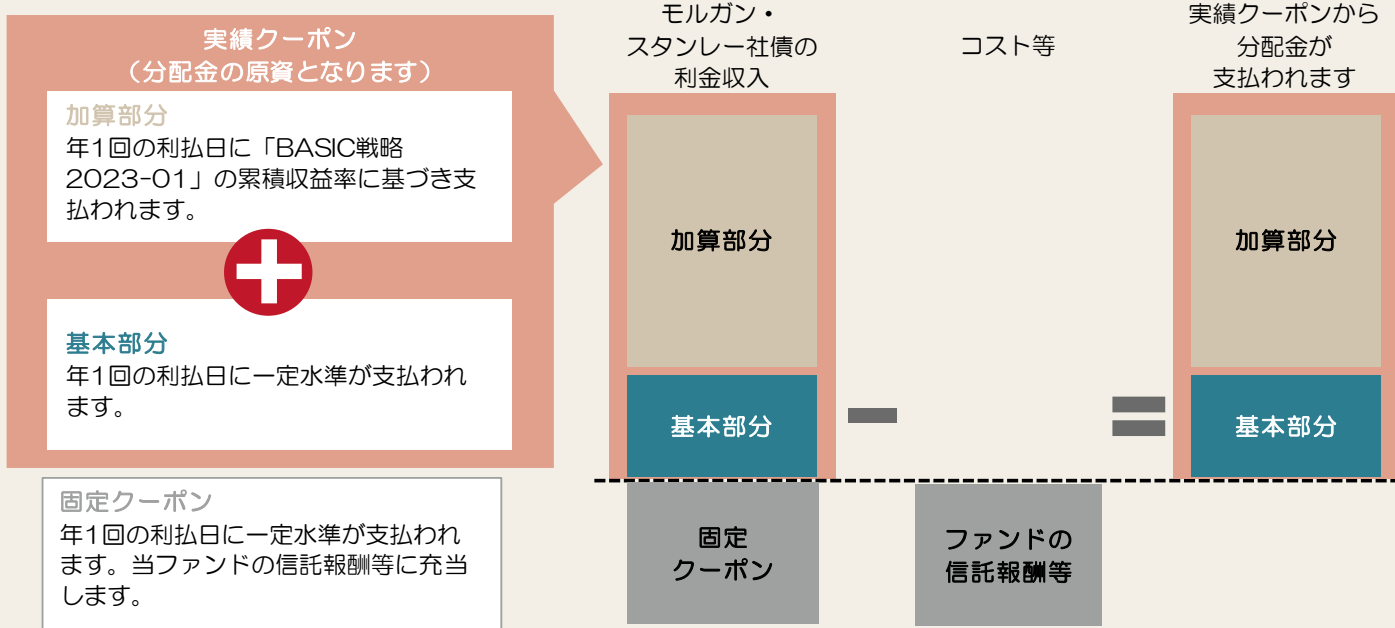 実績クーポン
（分配金の原資となります）
加算部分
年1回の利払日に「BASIC戦略
2023-01」の累積収益率に基づき支
払われます。
基本部分
年1回の利払日に一定水準が支払われ
ます。
固定クーポン
年1回の利払日に一定水準が支払われ
ます。当ファンドの信託報酬等に充当
します。
モルガン・
スタンレー社債の
利金収入
加算部分
基本部分
固定
クーポン
コスト等
ファンドの
信託報酬等
実績クーポンから
分配金が
支払われます
加算部分
基本部分